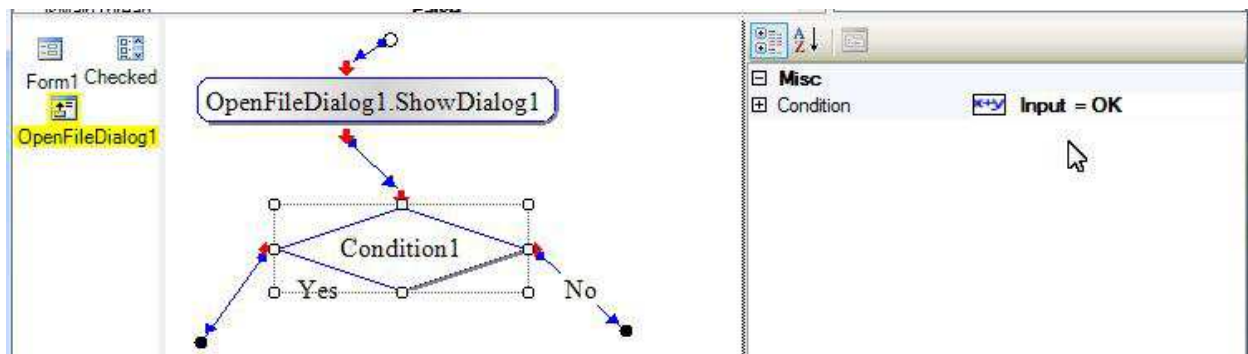 Form1 Checked
OpenFileDialog1
OpenFileDialog1.ShowDialog1
Condition1
Yes
No
Misc
Condition
x+y Input = OK